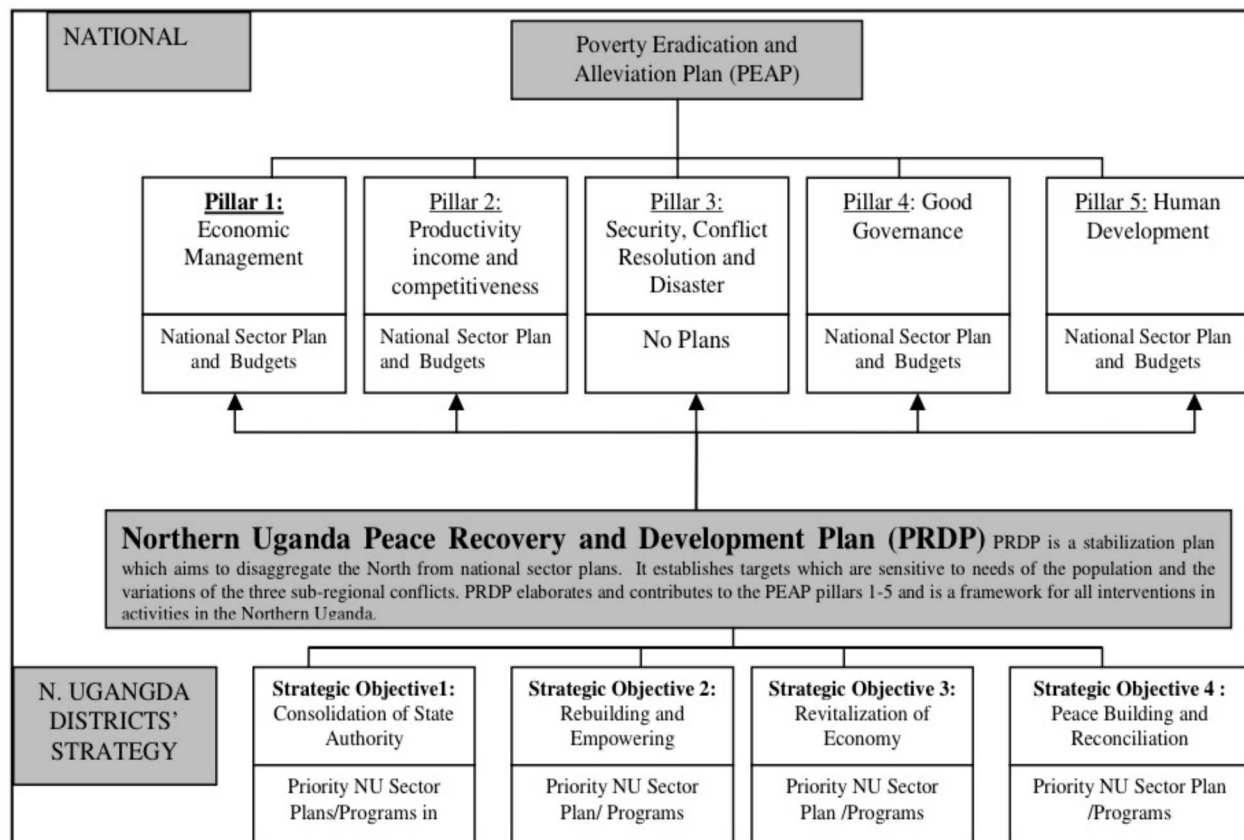 NATIONAL
Poverty Eradication and
Alleviation Plan (PEAP)
Pillar 1:
Economic
Management
National Sector Plan
and Budgets
Pillar 2:
Productivity
income and
competitiveness
National Sector Plan
and Budgets
Pillar 3:
Security, Conflict
Resolution and
Disaster
No Plans
Pillar 4: Good
Governance
National Sector Plan
and Budgets
Pillar 5: Human
Development
National Sector Plan
and Budgets
Northern Uganda Peace Recovery and Development Plan (PRDP) PRDP is a stabilization plan
which aims to disaggregate the North from national sector plans. It establishes targets which are sensitive to needs of the population and the
variations of the three sub-regional conflicts. PRDP elaborates and contributes to the PEAP pillars 1-5 and is a framework for all interventions in
activities in the Northern Uganda.
N. UGANGDA
DISTRICTS'
STRATEGY
Strategic Objective1:
Consolidation of State
Authority
Priority NU Sector
Plans/Programs in
Strategic Objective 2:
Rebuilding and
Empowering
Priority NU Sector
Plan/ Programs
Strategic Objective 3:
Revitalization of
Economy
Priority NU Sector
Plan /Programs
Strategic Objective 4 :
Peace Building and
Reconciliation
Priority NU Sector Plan
/Programs